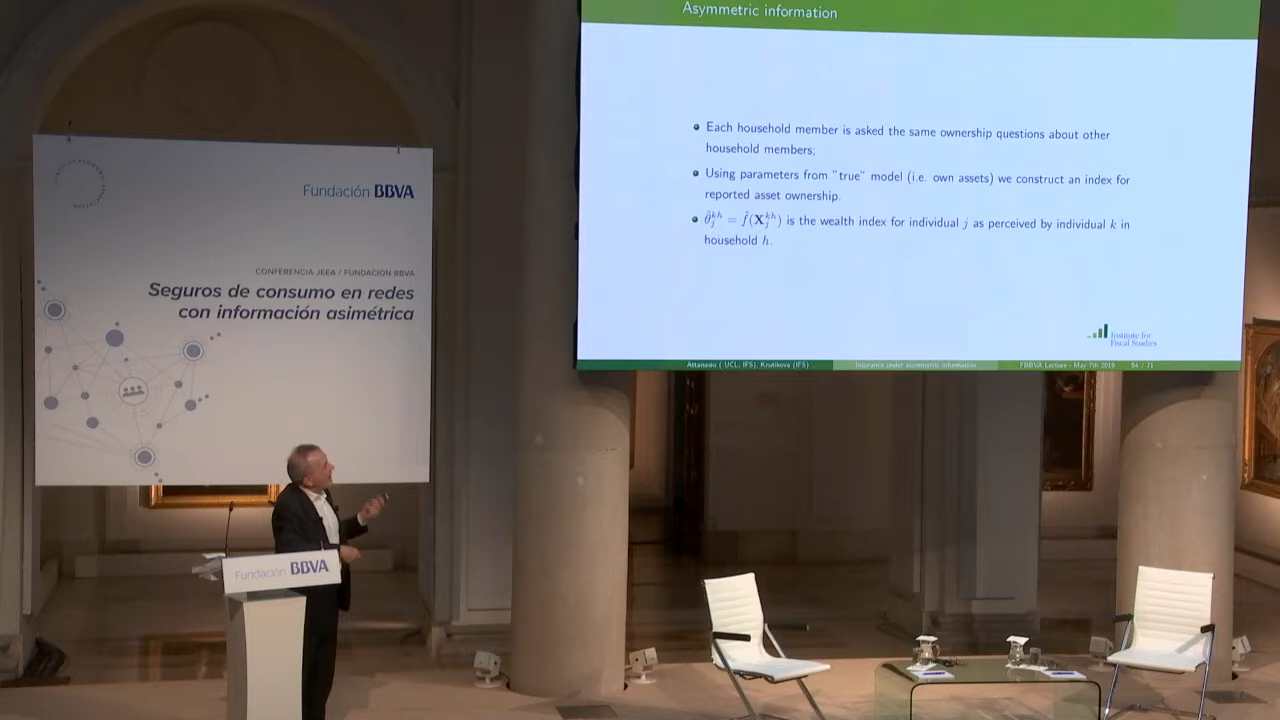 Fundación BBVA
CONFERENCIA JEEA / FUNDACIÓN BBVA
Seguros de consumo en redes
con información asimétrica
Fundación BBVA
Asymmetric information
Each household member is asked the same ownership questions about other
household members;
Using parameters from "true" model (i.e. own assets) we construct an index for
reported asset ownership.
θ̂ⱼᵏʰ = f̂(Xⱼᵏʰ) is the wealth index for individual j as perceived by individual k in
household h.
Institute for
Fiscal Studies
Attanasio ( UCL, IFS), Krutikova (IFS) Insurance under asymmetric information FBBVA Lecture - May 7th 2019 54 / 71